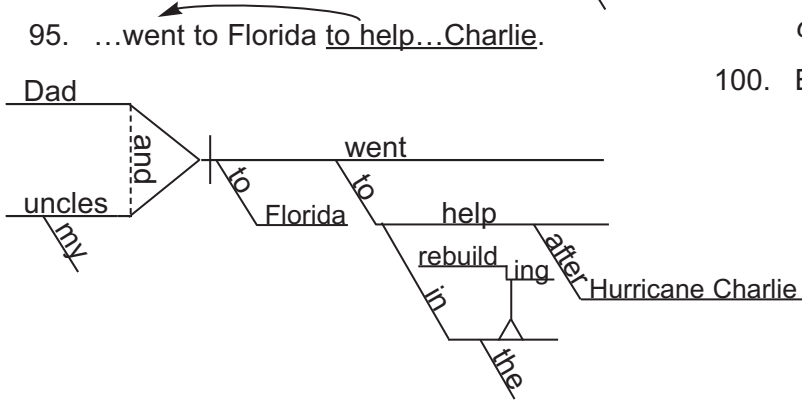 95. …went to Florida to help…Charlie.
100.
Dad
and
uncles
my
went
to
Florida
to
help
rebuild
ing
in
the
after
Hurricane Charlie